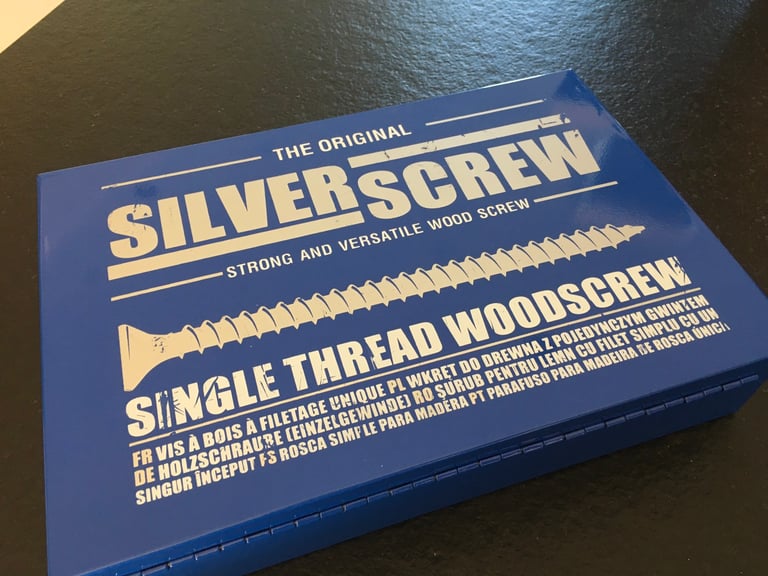 THE ORIGINAL
SILVERSCREW
STRONG AND VERSATILE WOOD SCREW
SINGLE THREAD WOODSCREW
FR VIS À BOIS À FILETAGE UNIQUE PL WKRET DO DREWNA Z POJEDYNCZYM GWINTEM
DE HOLZSCHRAUBE (EINZELGEWINDE) RO ȘURUB PENTRU LEMN CU FILET SIMPLU CU UN
SINGUR ÎNCEPUT ES ROSCA SIMPLE PARA MADERA PT PARAFUSO PARA MADEIRA DE ROSCA ÚNICA